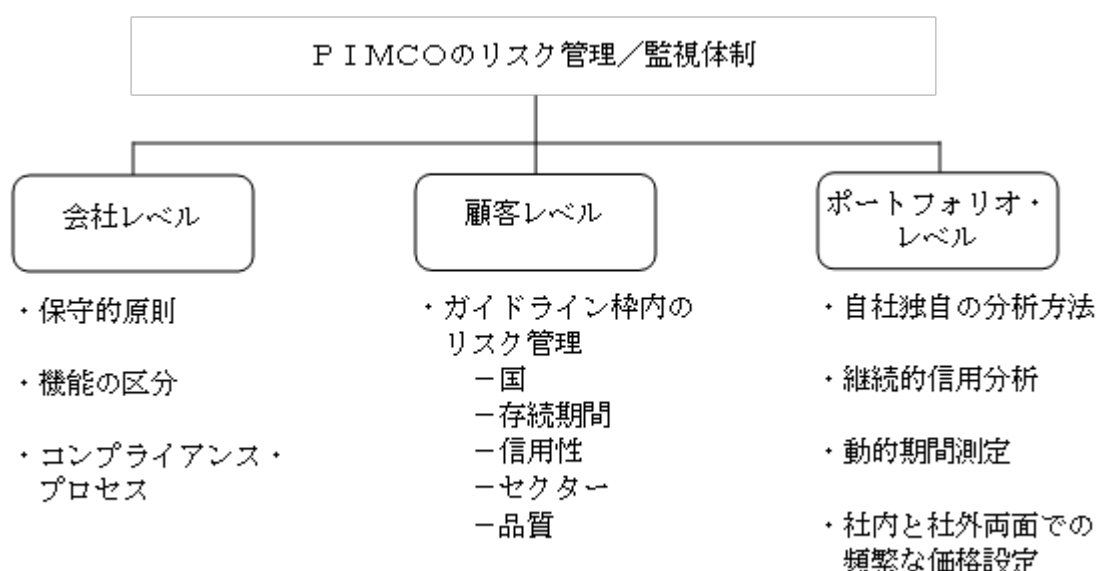 ＰＩＭＣＯのリスク管理／監視体制
会社レベル
・保守的原則
・機能の区分
・コンプライアンス・
プロセス
顧客レベル
・ガイドライン枠内の
リスク管理
－国
－存続期間
－信用性
－セクター
－品質
ポートフォリオ・
レベル
・自社独自の分析方法
・継続的信用分析
・動的期間測定
・社内と社外両面での
頻繁な価格設定